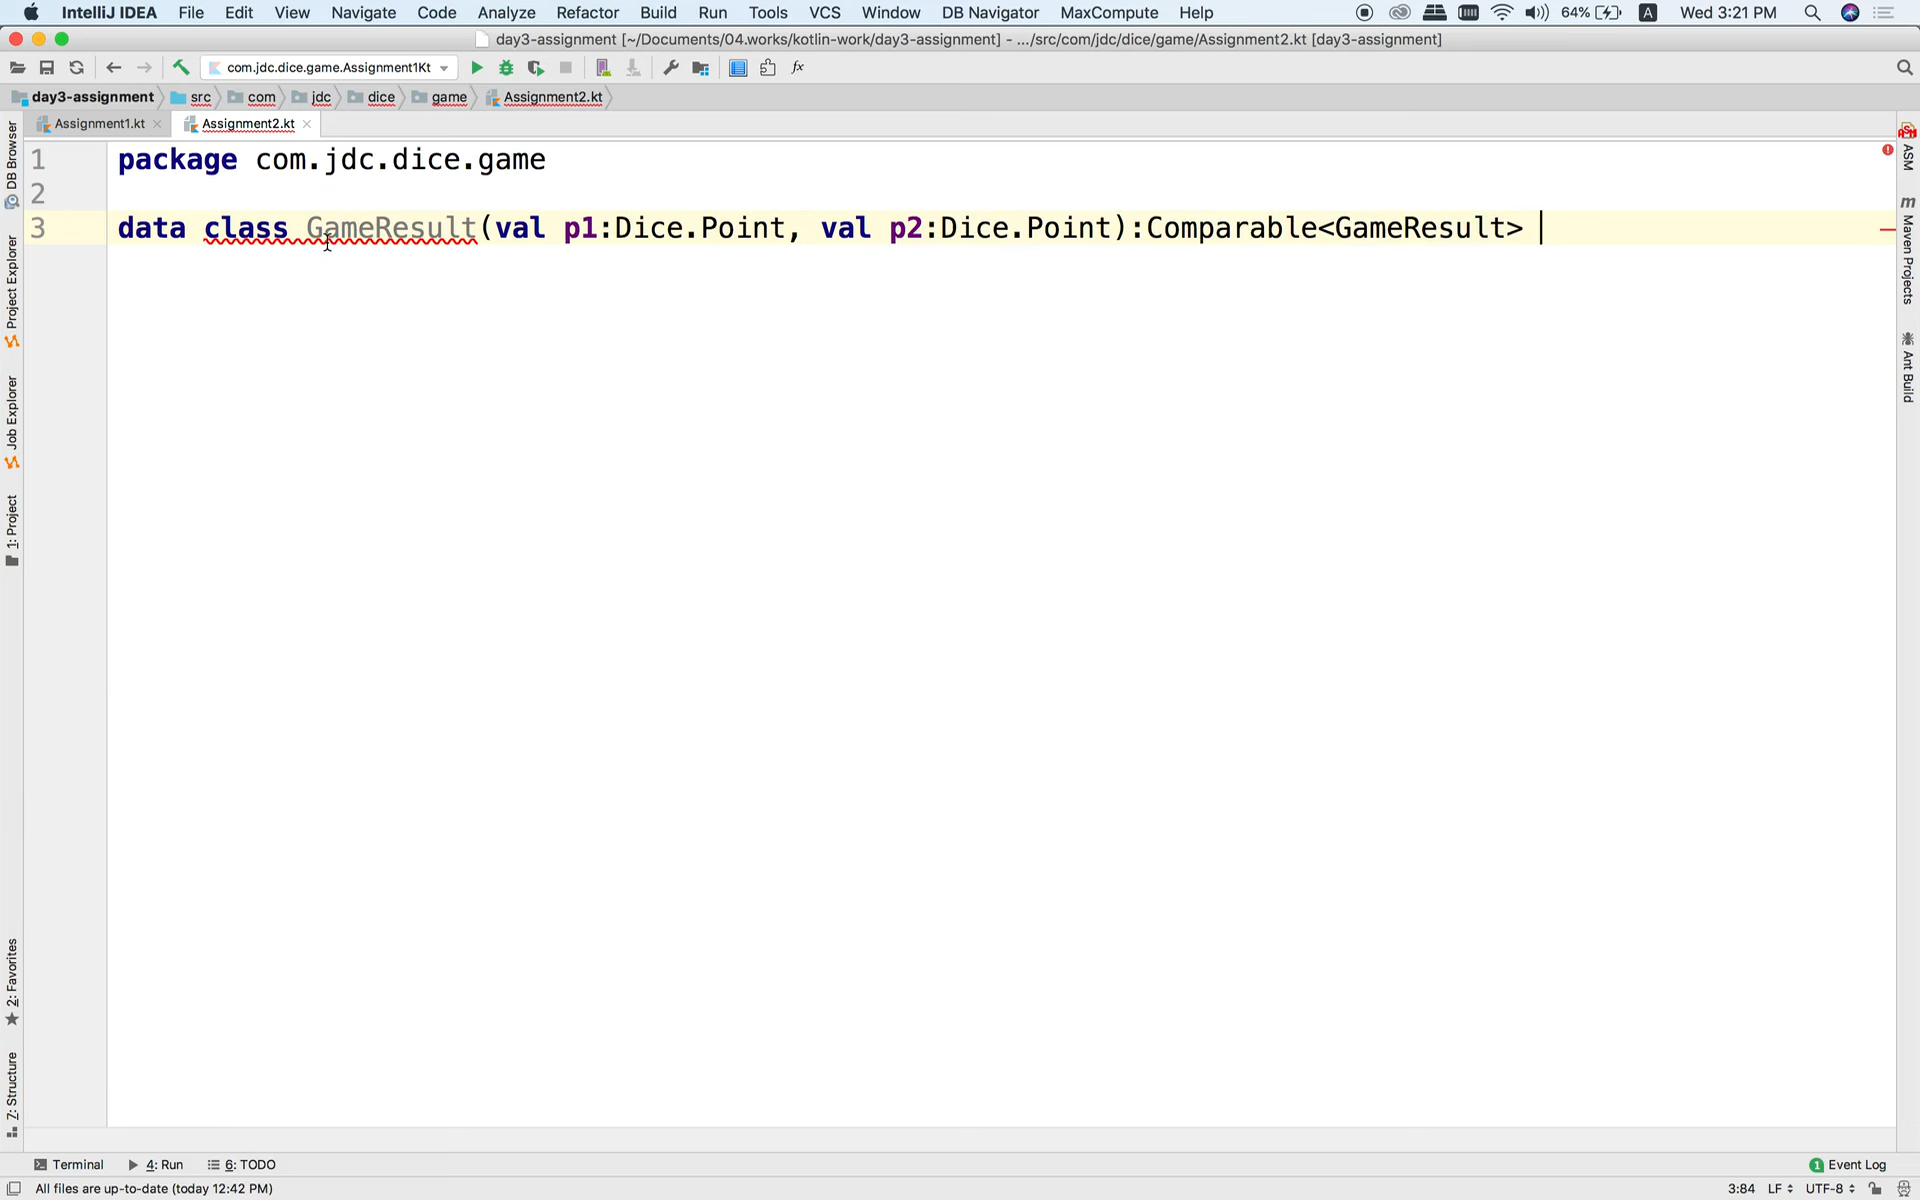 IntelliJ IDEA File Edit View Navigate Code Analyze Refactor Build Run Tools VCS Window DB Navigator MaxCompute Help 64% A Wed 3:21 PM
day3-assignment [~/Documents/04.works/kotlin-work/day3-assignment] - .../src/com/jdc/dice/game/Assignment2.kt [day3-assignment]
com.jdc.dice.game.Assignment1Kt fx
day3-assignment src com jdc dice game Assignment2.kt
Assignment1.kt Assignment2.kt
1 package com.jdc.dice.game
2
3 data class GameResult(val p1:Dice.Point, val p2:Dice.Point):Comparable<GameResult>
DB Browser
Project Explorer
Job Explorer
1: Project
2: Favorites
Z: Structure
ASM
ASM
m
Maven Projects
Ant Build
Terminal 4: Run 6: TODO 1 Event Log
All files are up-to-date (today 12:42 PM) 3:84 LF UTF-8